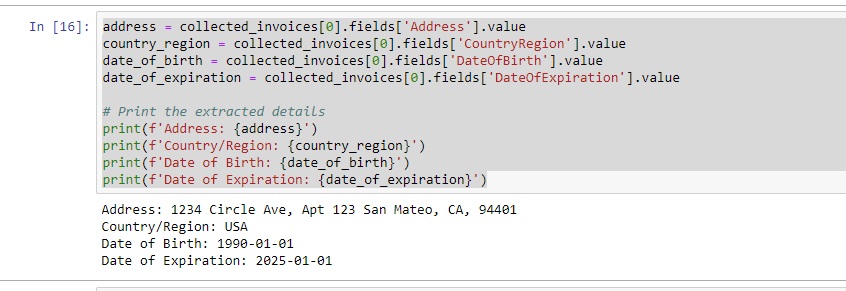 In [16]: address = collected_invoices[0].fields['Address'].value
country_region = collected_invoices[0].fields['CountryRegion'].value
date_of_birth = collected_invoices[0].fields['DateOfBirth'].value
date_of_expiration = collected_invoices[0].fields['DateOfExpiration'].value
# Print the extracted details
print(f'Address: {address}')
print(f'Country/Region: {country_region}')
print(f'Date of Birth: {date_of_birth}')
print(f'Date of Expiration: {date_of_expiration}')
Address: 1234 Circle Ave, Apt 123 San Mateo, CA, 94401
Country/Region: USA
Date of Birth: 1990-01-01
Date of Expiration: 2025-01-01